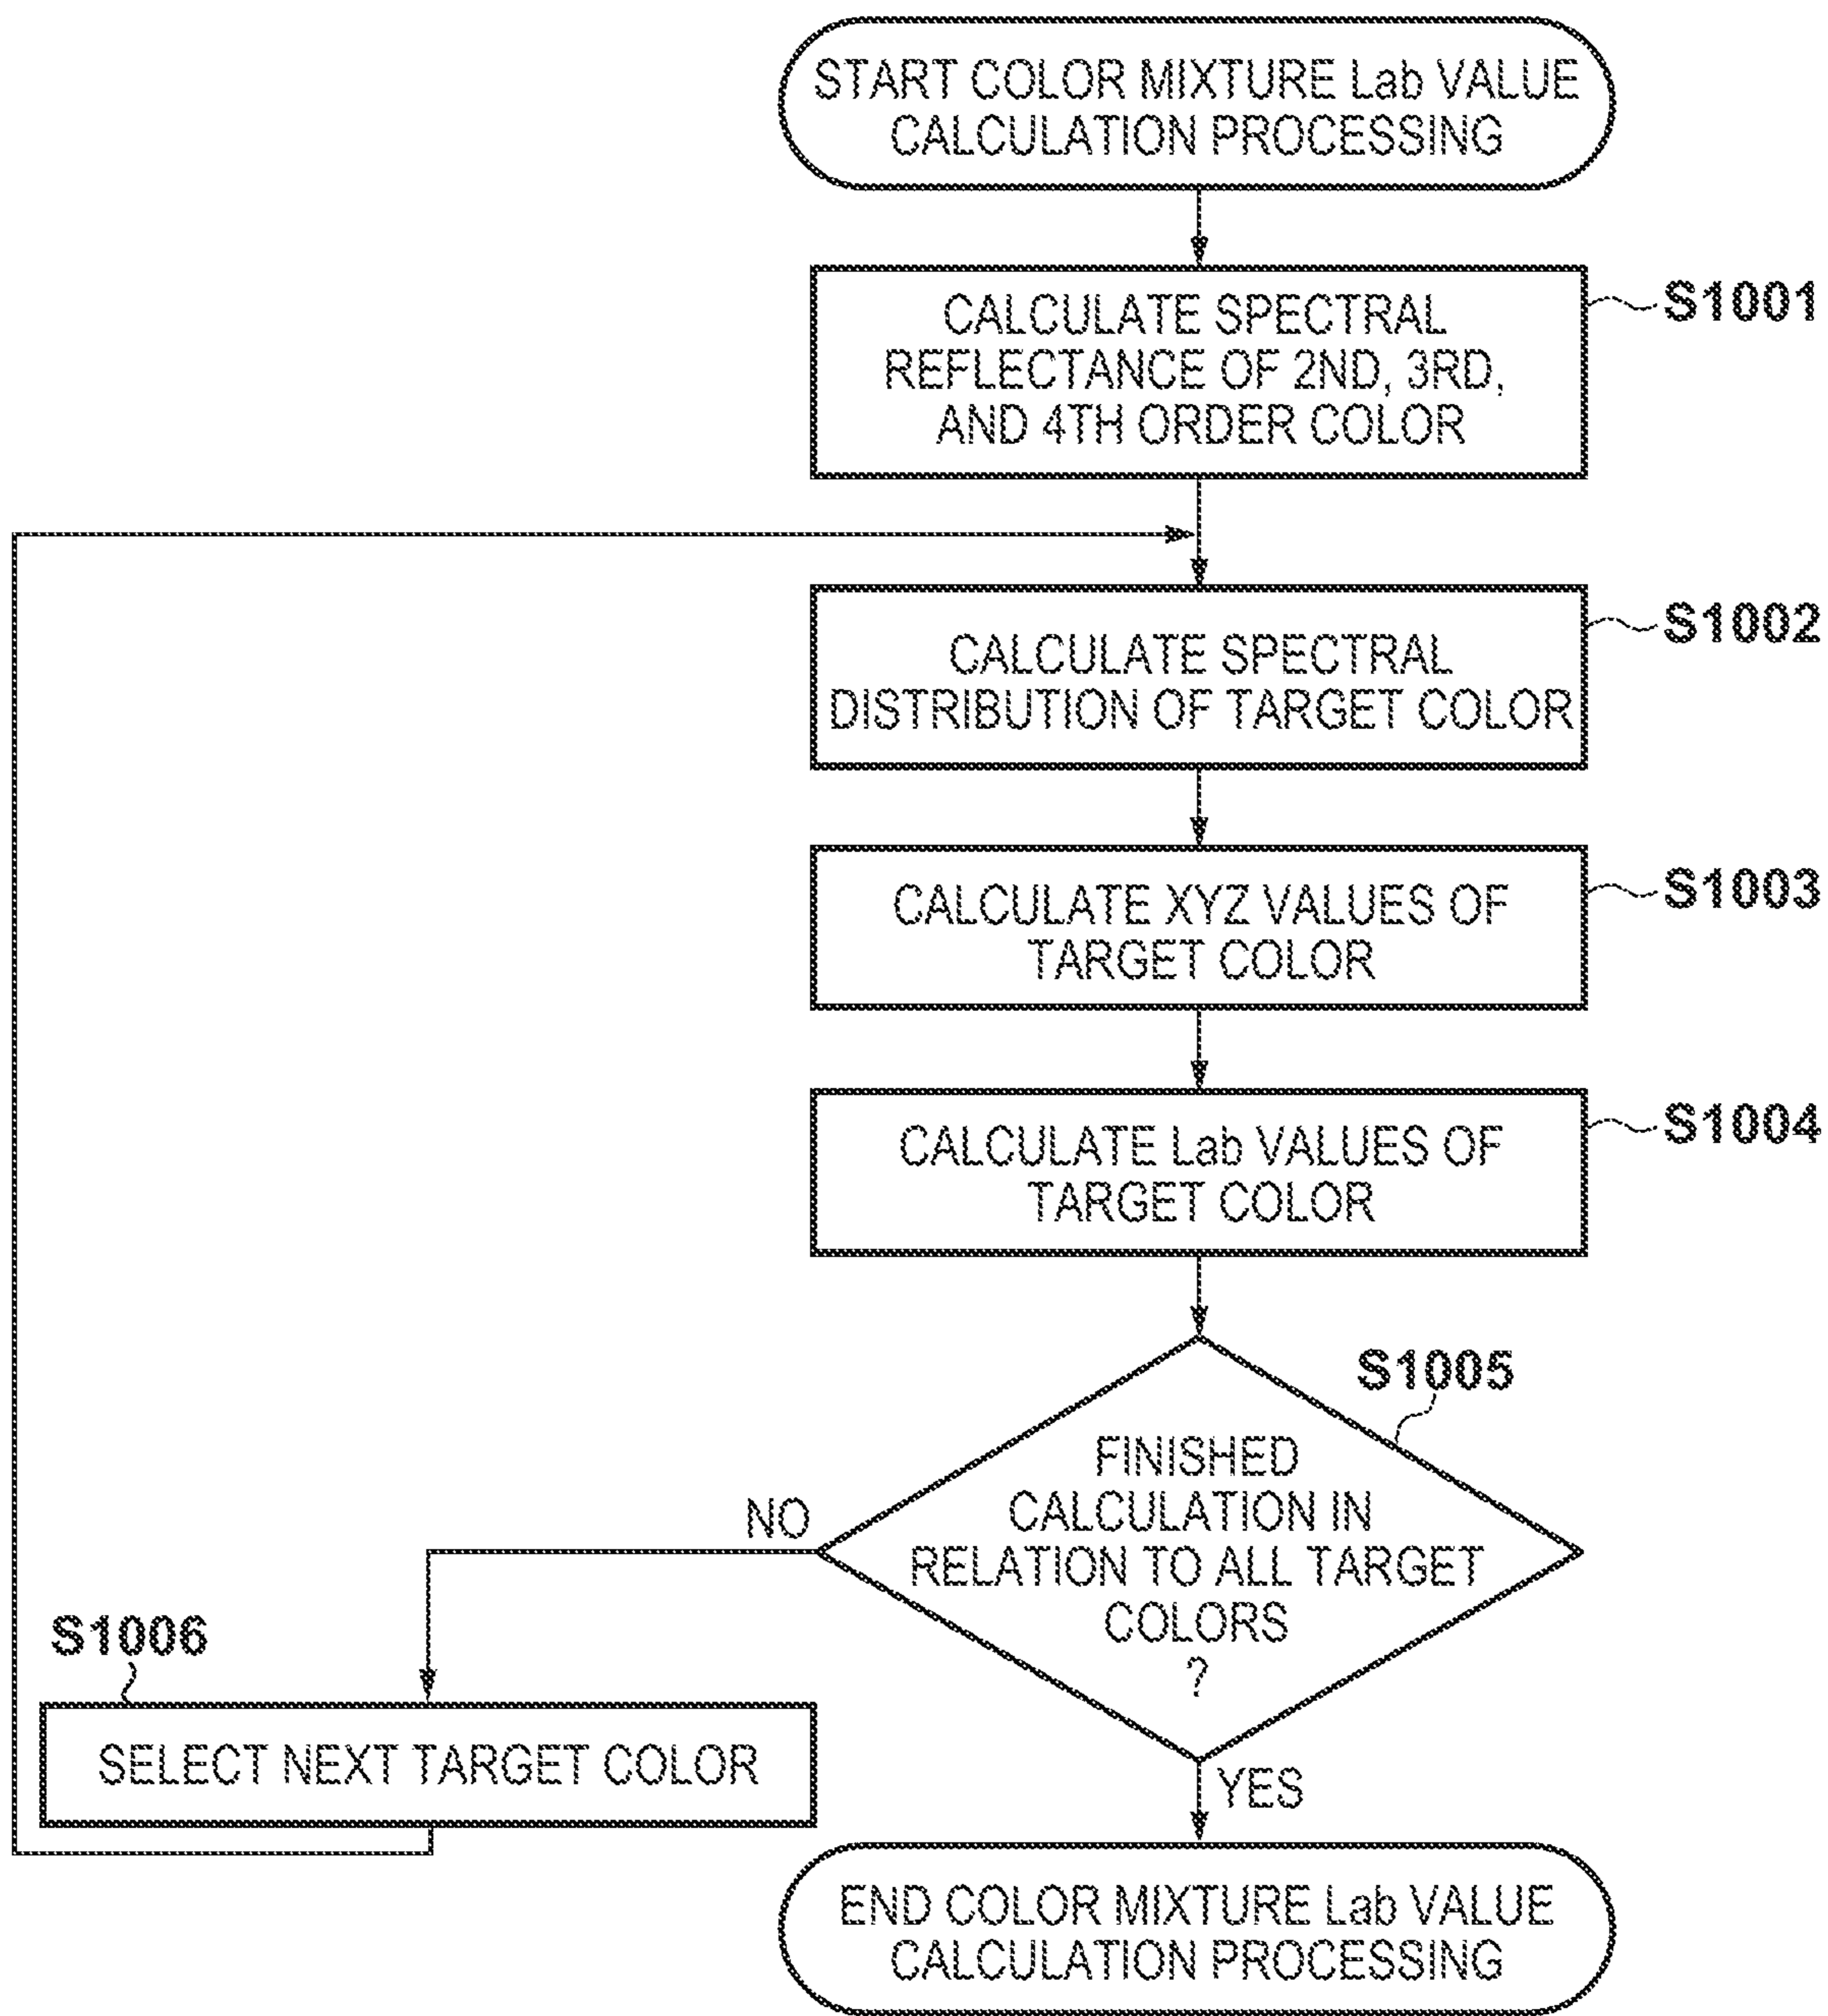 START COLOR MIXTURE Lab VALUE
CALCULATION PROCESSING
CALCULATE SPECTRAL
REFLECTANCE OF 2ND, 3RD,
AND 4TH ORDER COLOR
S1001
CALCULATE SPECTRAL
DISTRIBUTION OF TARGET COLOR
S1002
CALCULATE XYZ VALUES OF
TARGET COLOR
S1003
CALCULATE Lab VALUES OF
TARGET COLOR
S1004
S1005
FINISHED
CALCULATION IN
RELATION TO ALL TARGET
COLORS
?
NO
S1006
SELECT NEXT TARGET COLOR
YES
END COLOR MIXTURE Lab VALUE
CALCULATION PROCESSING